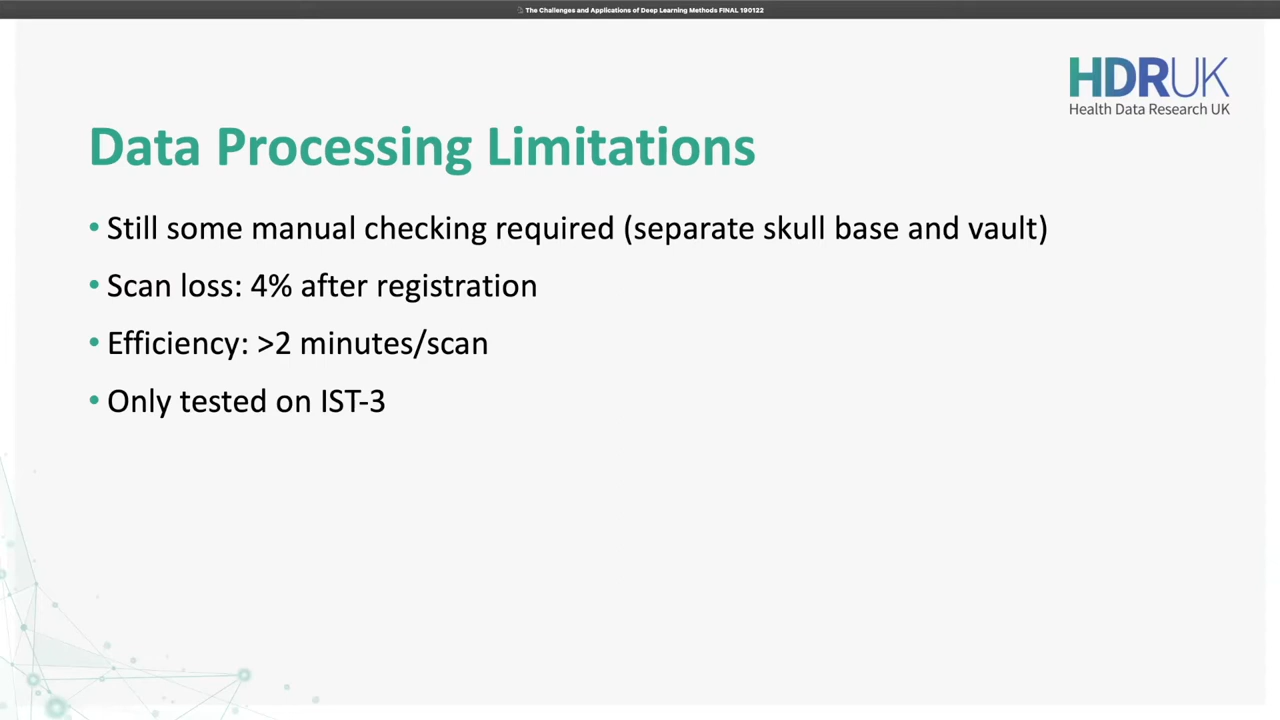 The Challenges and Applications of Deep Learning Methods FINAL 190122
HDRUK
Health Data Research UK
Data Processing Limitations
• Still some manual checking required (separate skull base and vault)
• Scan loss: 4% after registration
• Efficiency: >2 minutes/scan
• Only tested on IST-3